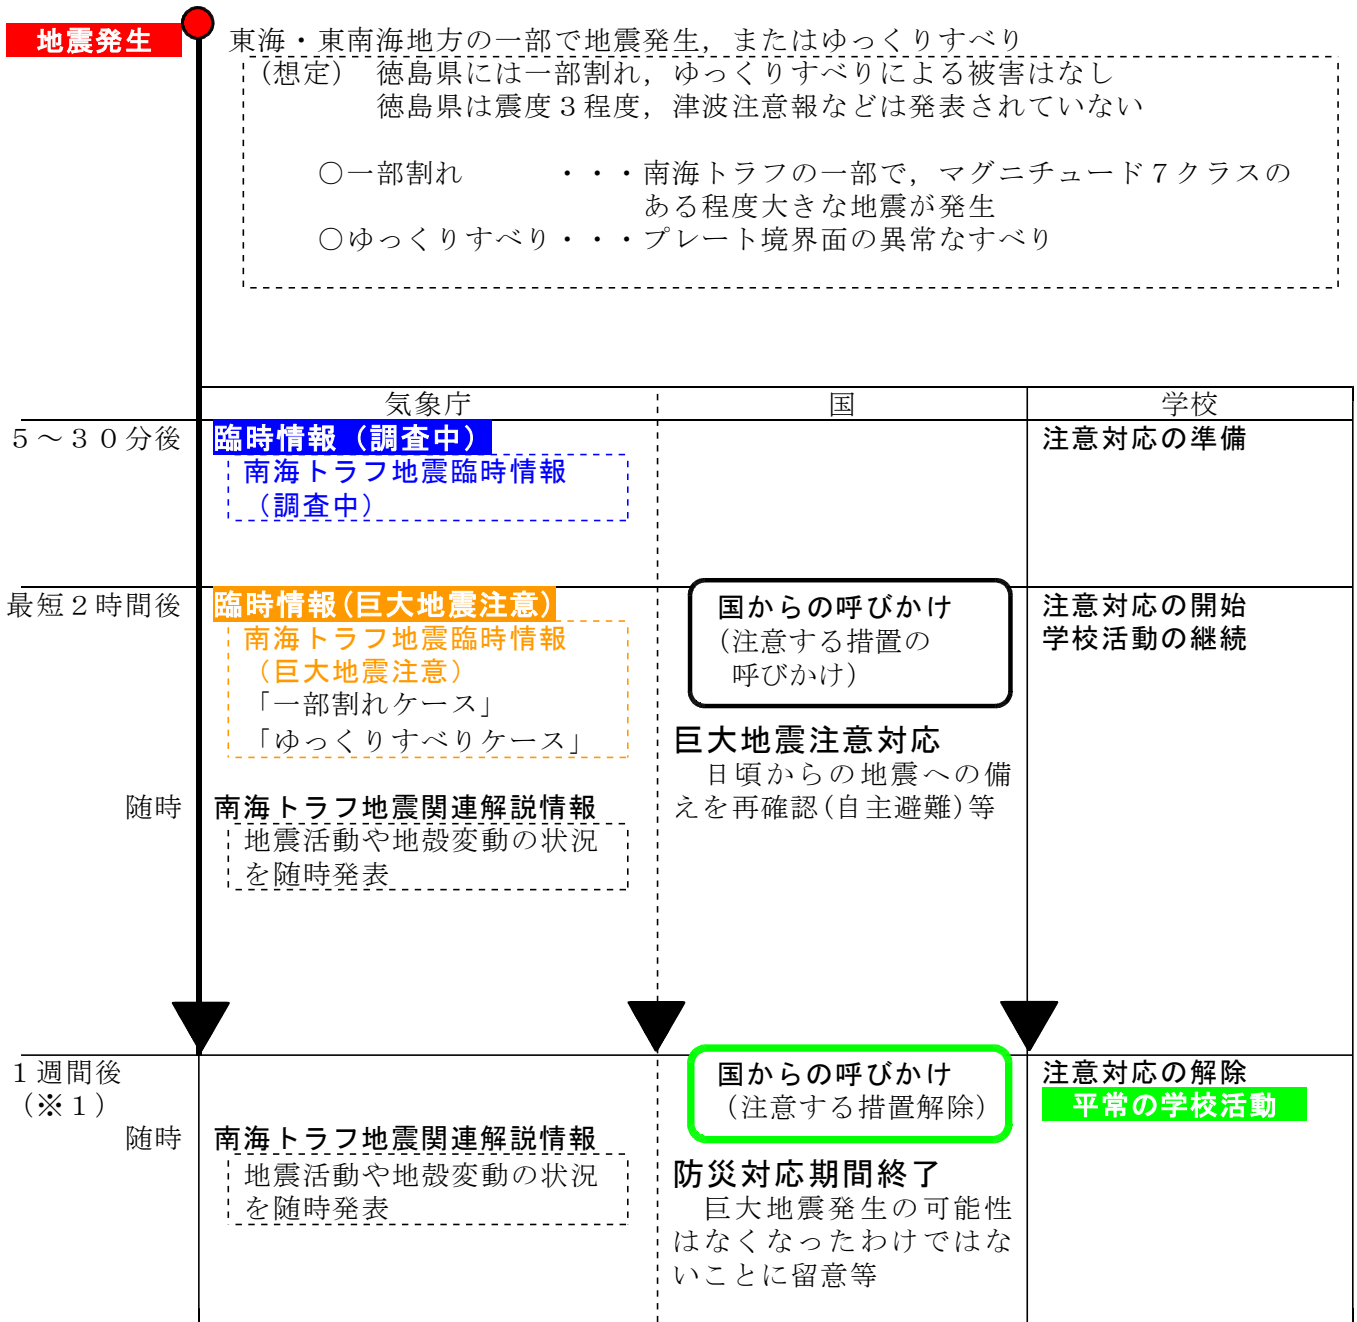 地震発生
東海・東南海地方の一部で地震発生，またはゆっくりすべり
（想定） 徳島県には一部割れ，ゆっくりすべりによる被害はなし
徳島県は震度３程度，津波注意報などは発表されていない
○一部割れ ・・・南海トラフの一部で，マグニチュード７クラスの
ある程度大きな地震が発生
○ゆっくりすべり・・・プレート境界面の異常なすべり
気象庁 国 学校
５～３０分後 臨時情報（調査中） 注意対応の準備
南海トラフ地震臨時情報
（調査中）
最短２時間後 臨時情報(巨大地震注意) 国からの呼びかけ 注意対応の開始
南海トラフ地震臨時情報 (注意する措置の 学校活動の継続
（巨大地震注意） 呼びかけ)
「一部割れケース」
「ゆっくりすべりケース」 巨大地震注意対応
日頃からの地震への備
随時 南海トラフ地震関連解説情報 えを再確認(自主避難)等
地震活動や地殻変動の状況
を随時発表
１週間後 国からの呼びかけ 注意対応の解除
（※１） （注意する措置解除） 平常の学校活動
随時 南海トラフ地震関連解説情報
地震活動や地殻変動の状況 防災対応期間終了
を随時発表 巨大地震発生の可能性
はなくなったわけではな
いことに留意等